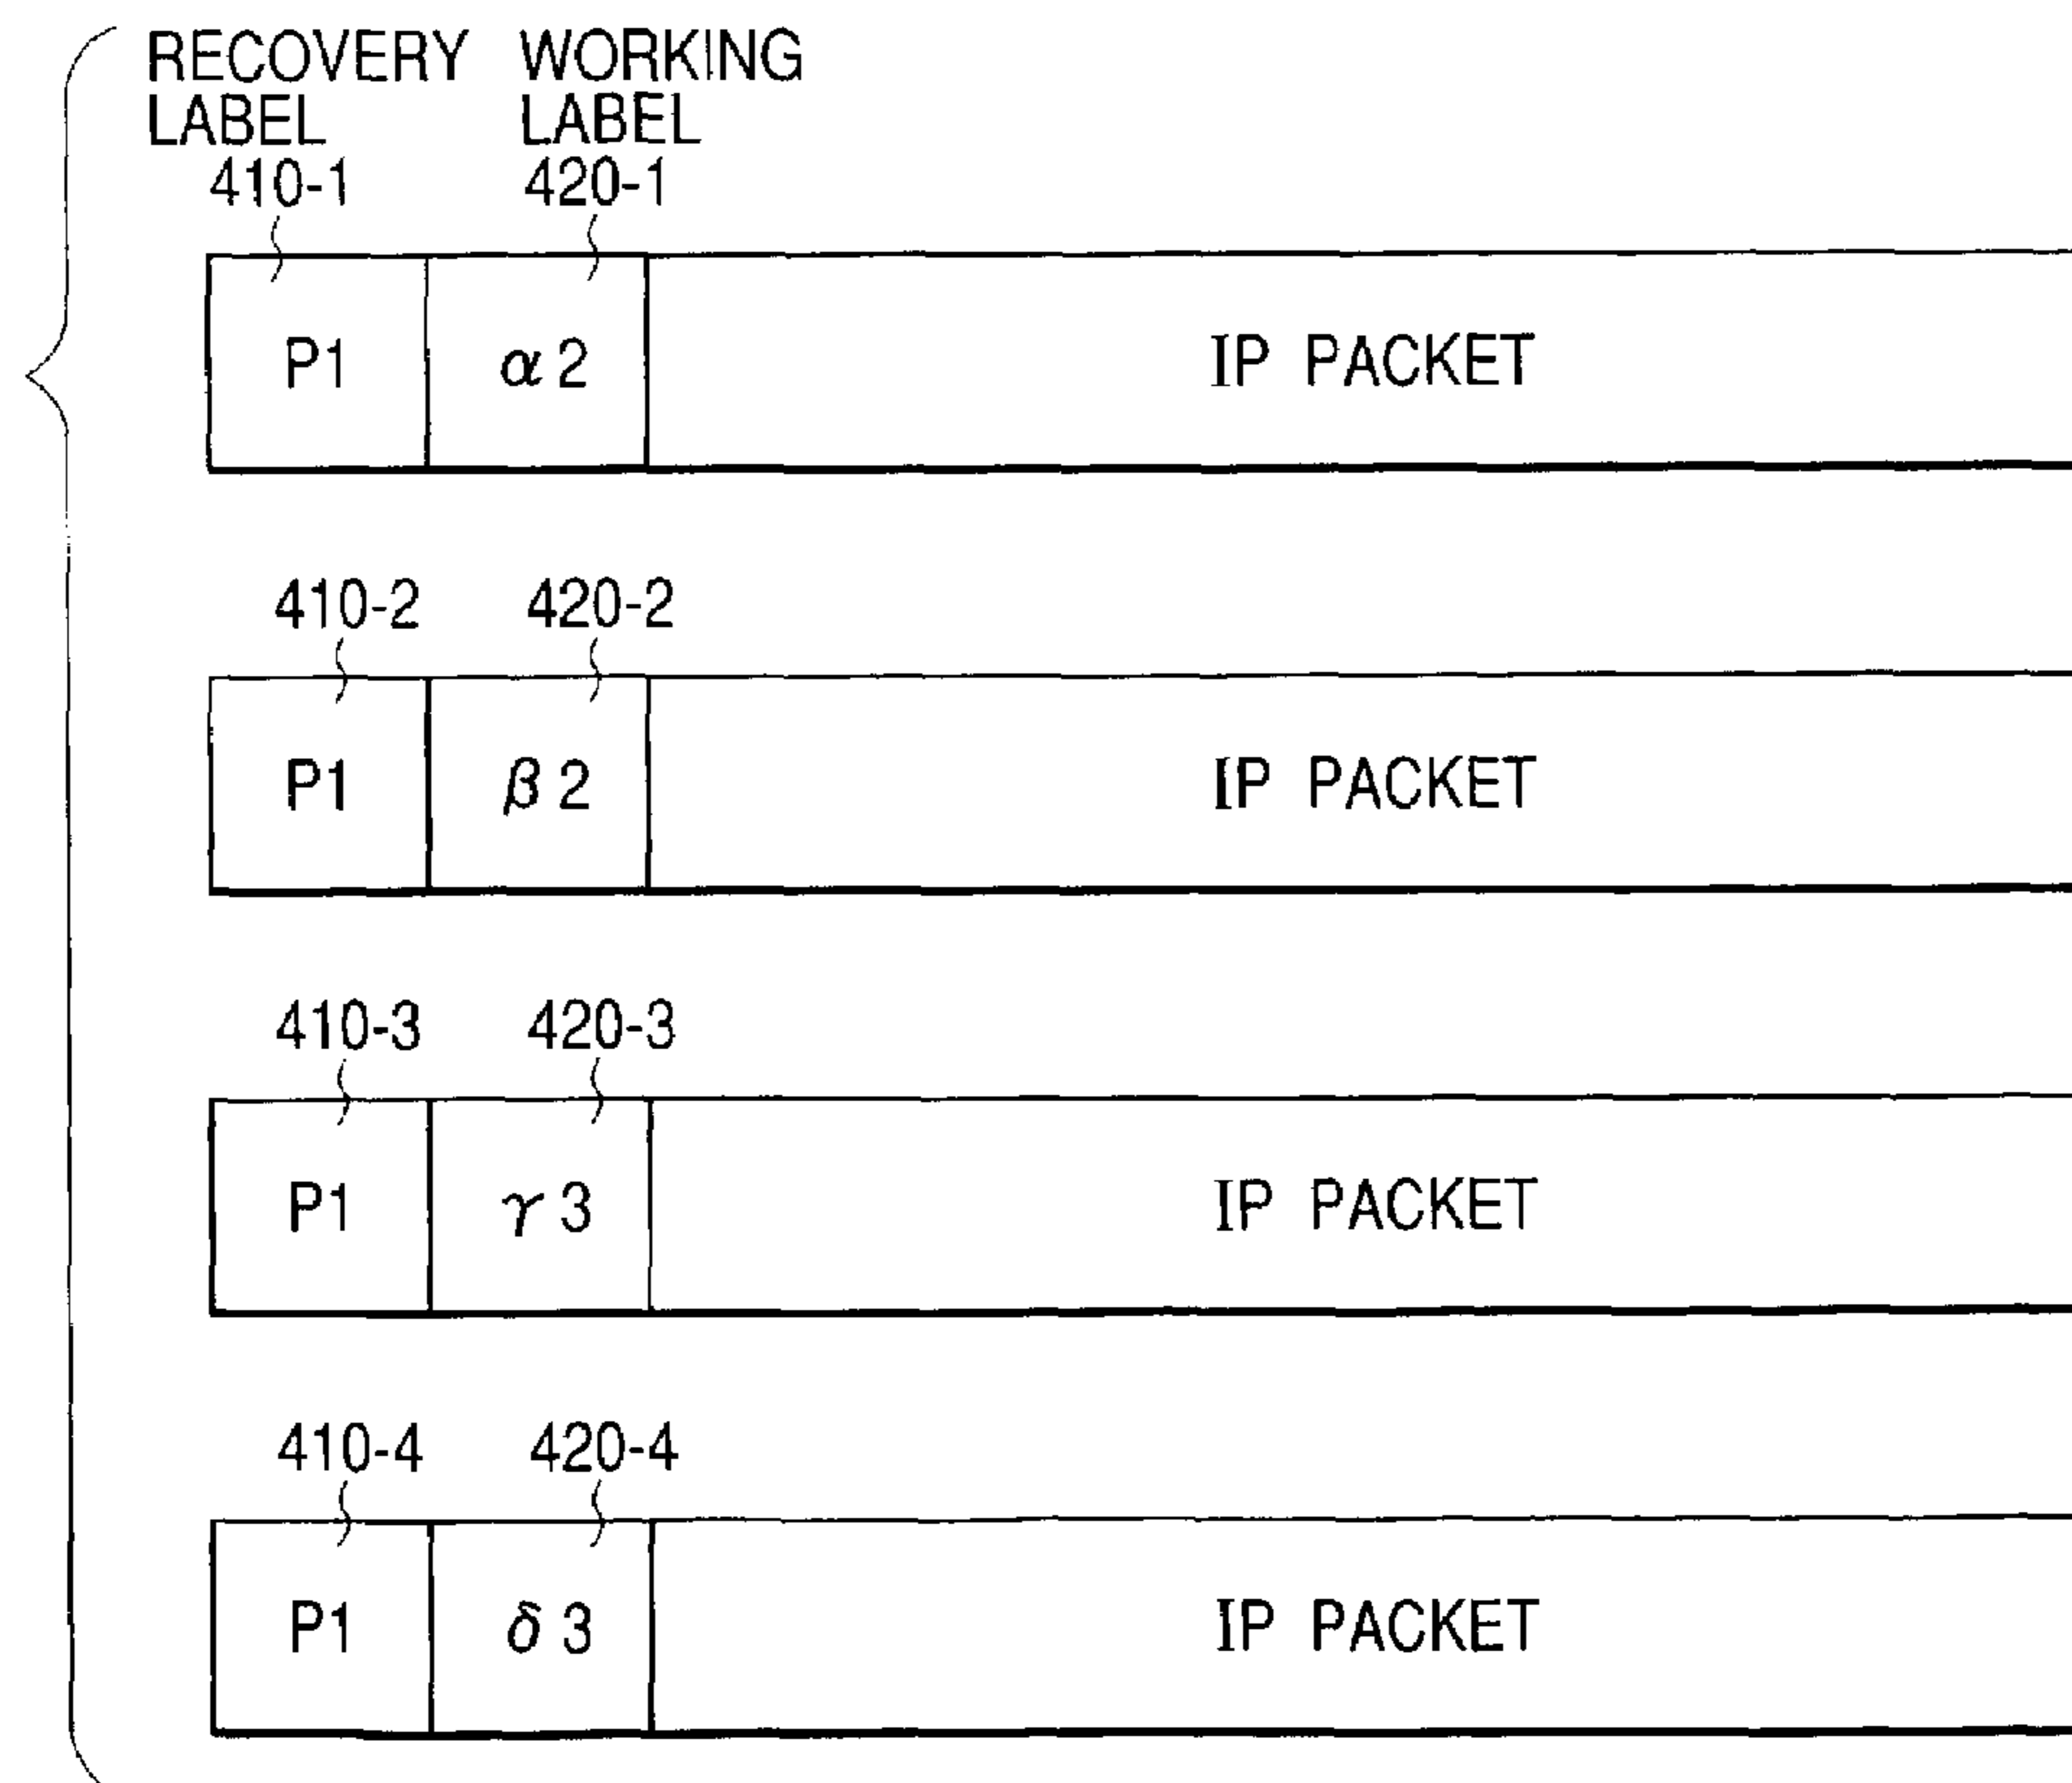 RECOVERY WORKING
LABEL LABEL
410-1 420-1
P1 α2 IP PACKET
410-2 420-2
P1 β2 IP PACKET
410-3 420-3
P1 γ3 IP PACKET
410-4 420-4
P1 δ3 IP PACKET